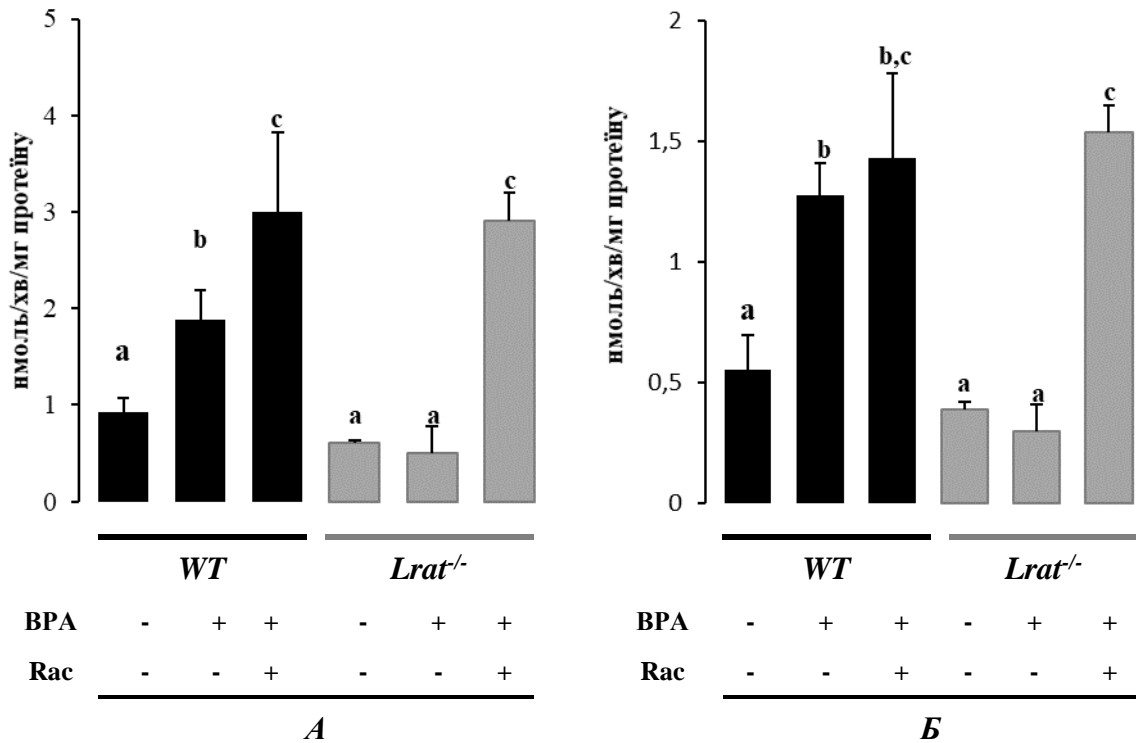 нмоль/хв/мг протеїну
5
4
3
2
1
0
a
b
c
a
a
c
WT
Lrat-/-
BPA - + + - + +
Rac - - + - - +
А
нмоль/хв/мг протеїну
2
1,5
1
0,5
0
a
b
b,c
a
a
c
WT
Lrat-/-
BPA - + + - + +
Rac - - + - - +
Б